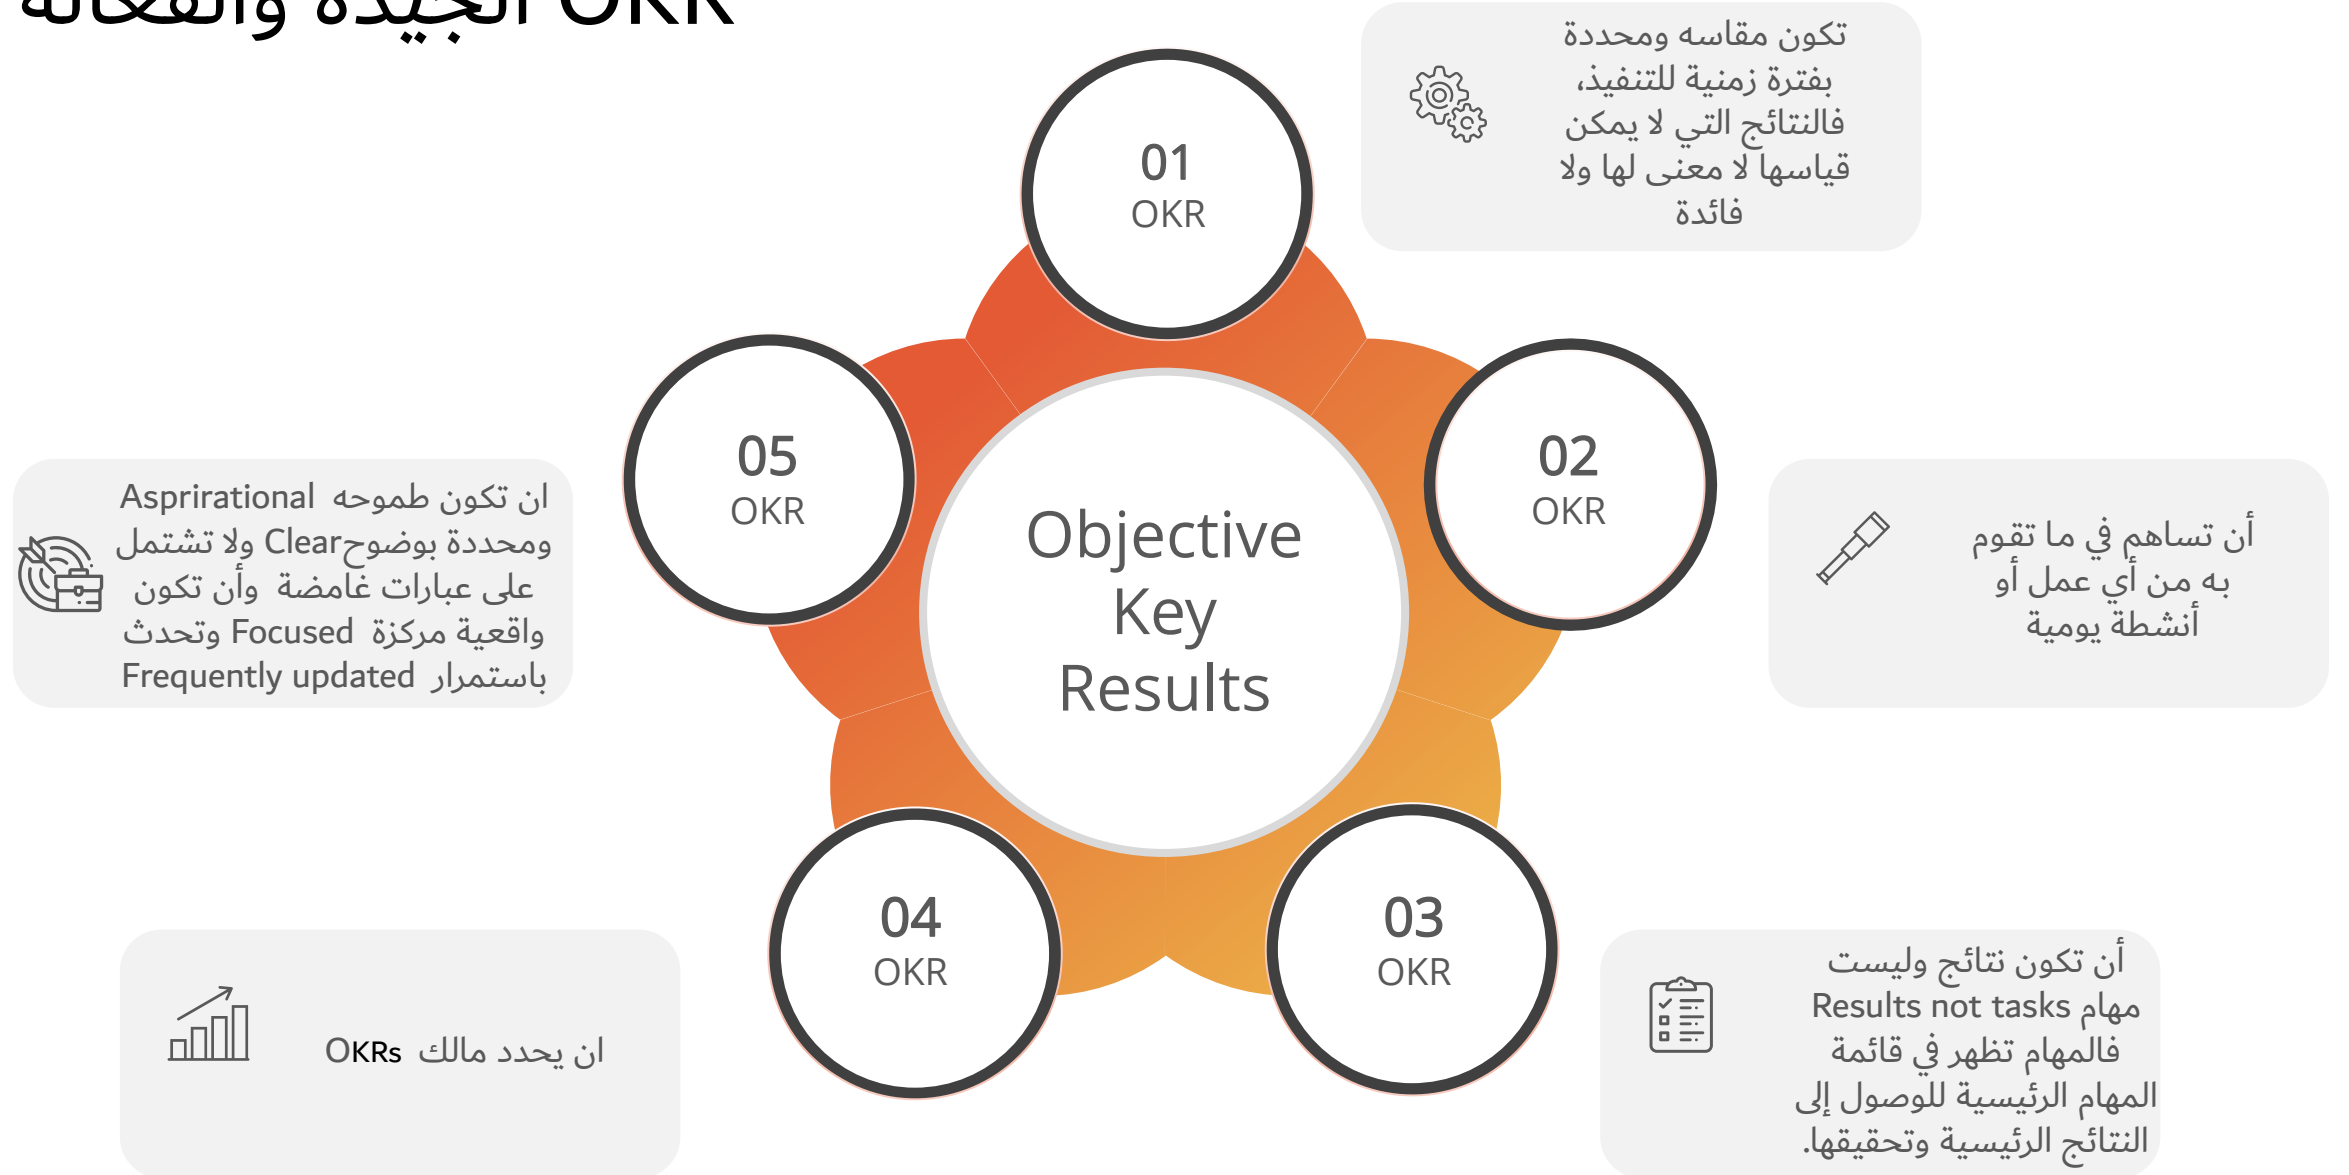 OKR الجيدة والفعالة
01
OKR
تكون مقاسه ومحددة
بفترة زمنية للتنفيذ،
فالنتائج التي لا يمكن
قياسها لا معنى لها ولا
فائدة
02
OKR
أن تساهم في ما تقوم
به من أي عمل أو
أنشطة يومية
03
OKR
أن تكون نتائج وليست
مهام Results not tasks
فالمهام تظهر في قائمة
المهام الرئيسية للوصول إلى
النتائج الرئيسية وتحقيقها.
04
OKR
ان يحدد مالك OKRs
05
OKR
ان تكون طموحه Asprirational
ومحددة بوضوحClear ولا تشتمل
على عبارات غامضة وأن تكون
واقعية مركزة Focused وتحدث
باستمرار Frequently updated
Objective
Key
Results